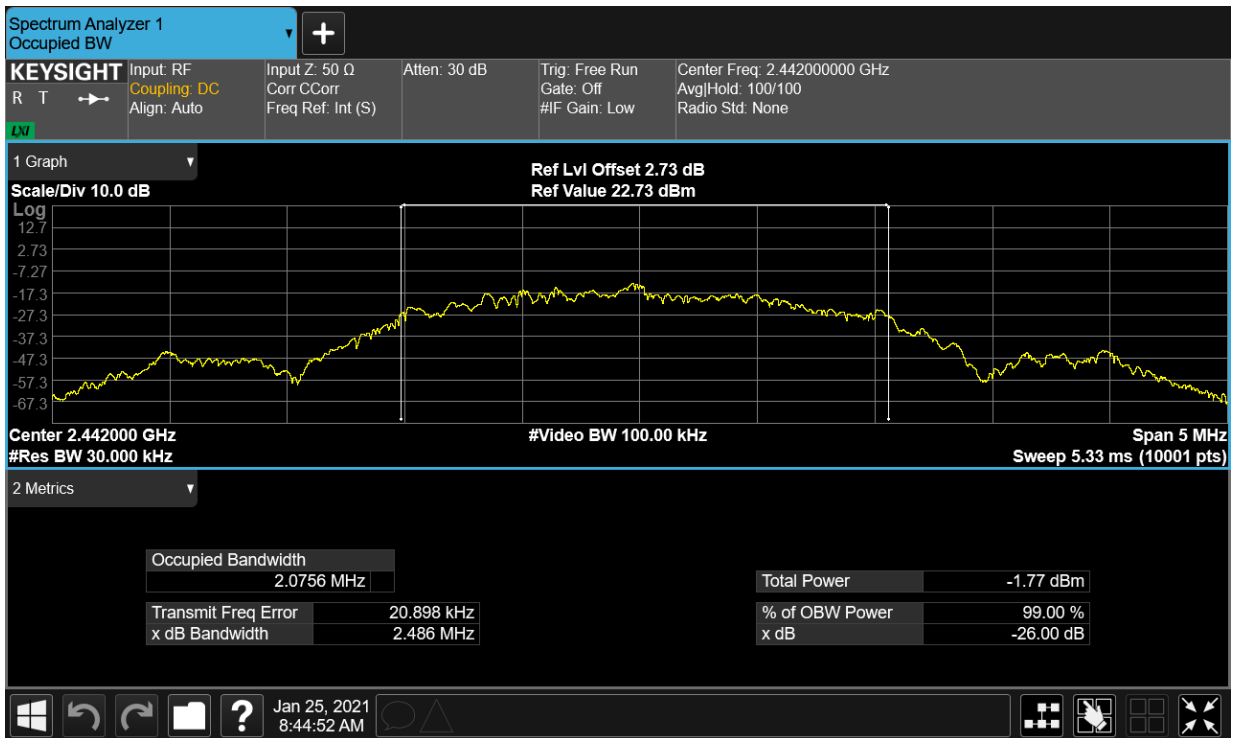 Spectrum Analyzer 1
Occupied BW
KEYSIGHT
R T
LXI
Input: RF
Coupling: DC
Align: Auto
Input Z: 50 Ω
Corr CCorr
Freq Ref: Int (S)
Atten: 30 dB
Trig: Free Run
Gate: Off
#IF Gain: Low
Center Freq: 2.442000000 GHz
Avg|Hold: 100/100
Radio Std: None
1 Graph
Scale/Div 10.0 dB
Ref Lvl Offset 2.73 dB
Ref Value 22.73 dBm
Log
12.7
2.73
-7.27
-17.3
-27.3
-37.3
-47.3
-57.3
-67.3
Center 2.442000 GHz
#Res BW 30.000 kHz
#Video BW 100.00 kHz
Span 5 MHz
Sweep 5.33 ms (10001 pts)
2 Metrics
Occupied Bandwidth
2.0756 MHz
Transmit Freq Error 20.898 kHz
x dB Bandwidth 2.486 MHz
Total Power -1.77 dBm
% of OBW Power 99.00 %
x dB -26.00 dB
?
Jan 25, 2021
8:44:52 AM